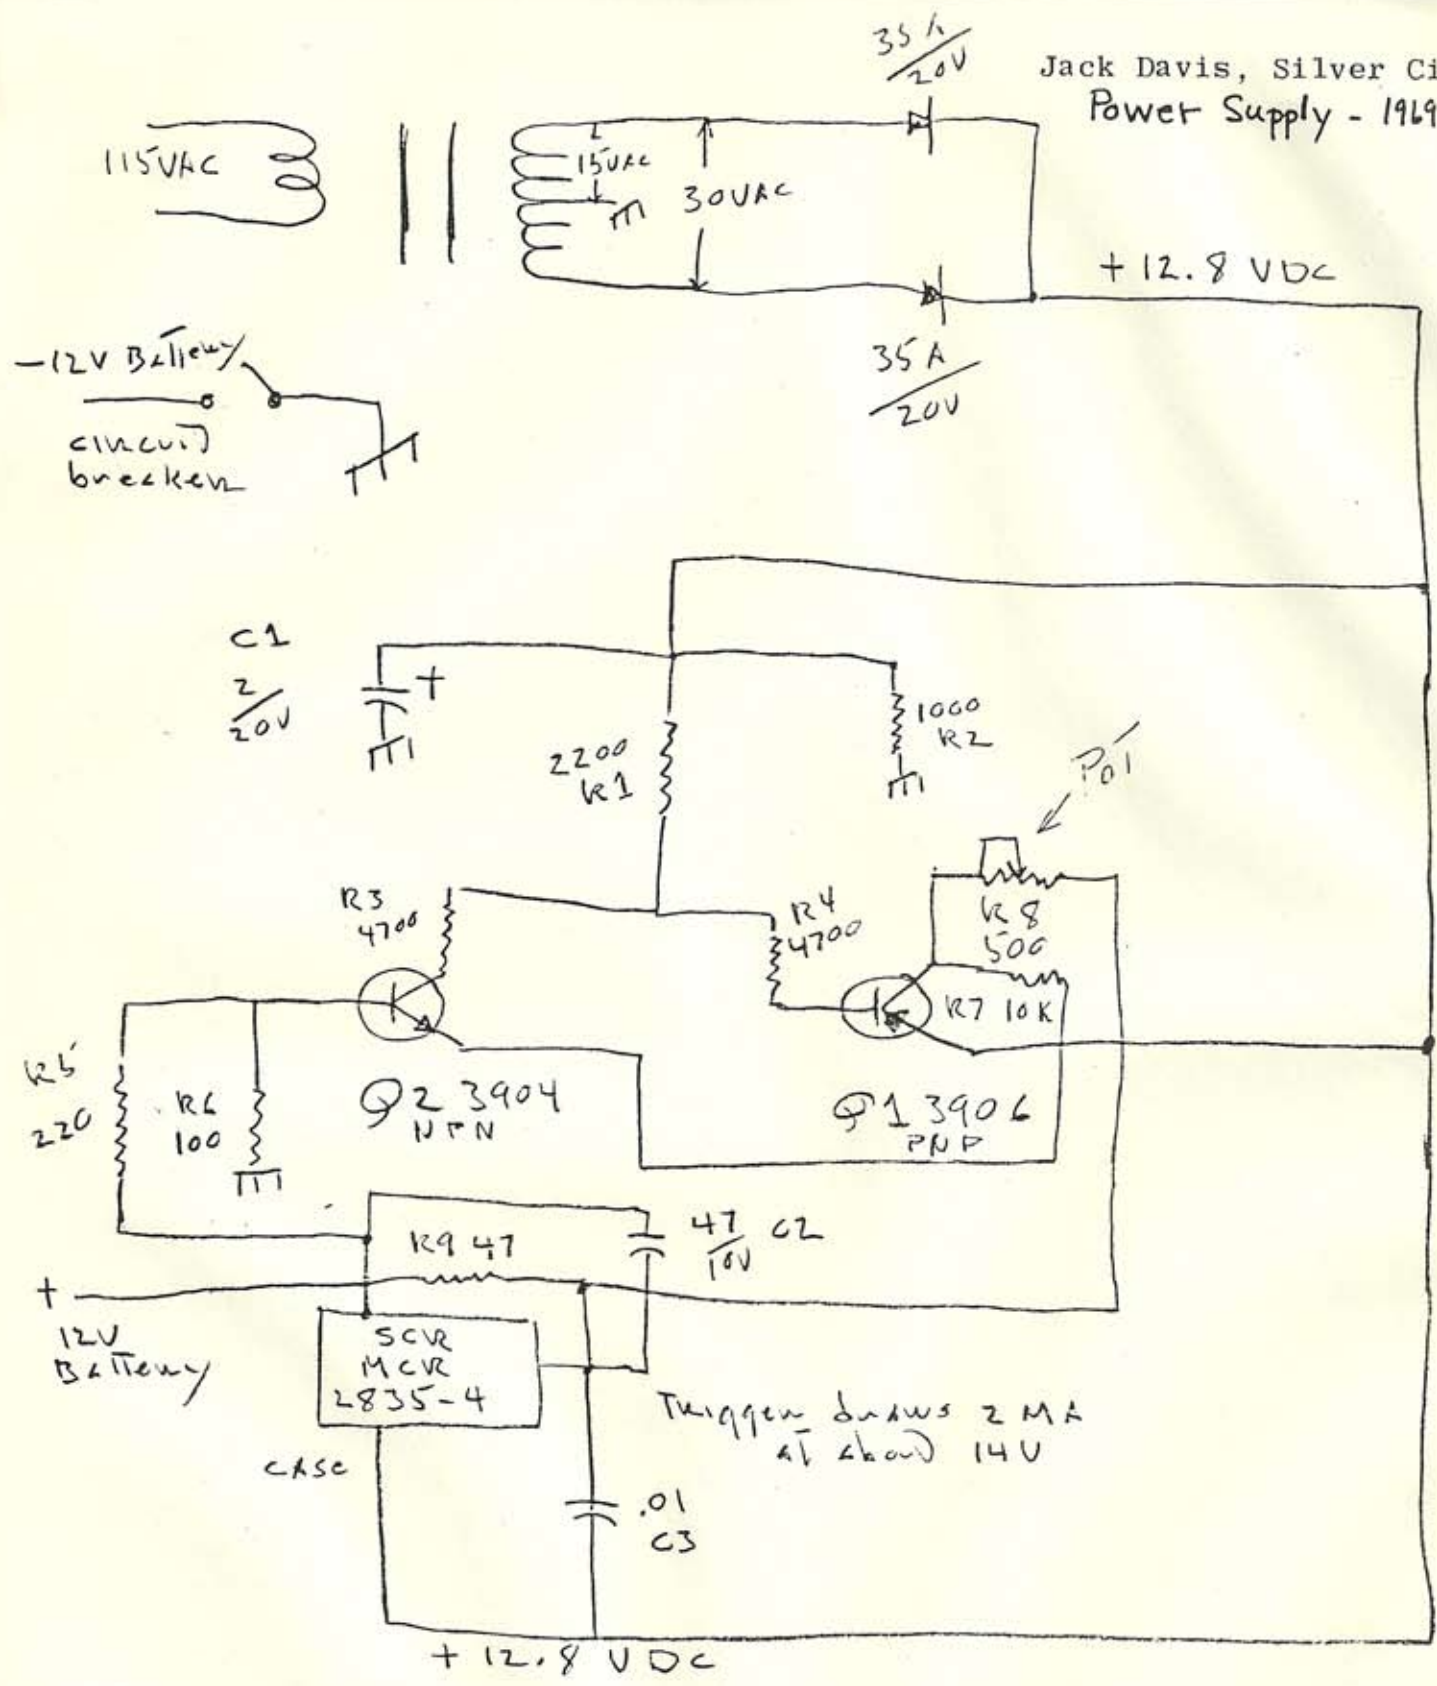 35A
20V
Jack Davis, Silver Ci
Power Supply - 1969
115VAC
15VAC
30VAC
+12.8 VDC
-12V Battery
circuit
breaker
35A
20V
C1
2
20V
+
2200
R1
1000
R2
Pot
R3
4700
R4
4700
R8
500
R7 10K
R5
220
R6
100
Q2 3904
NPN
Q1 3906
PNP
R9 47
47 C2
10V
+
12V
Battery
SCR
MCR
2835-4
Trigger draws 2 MA
at about 14V
CASE
.01
C3
+12.8 VDC